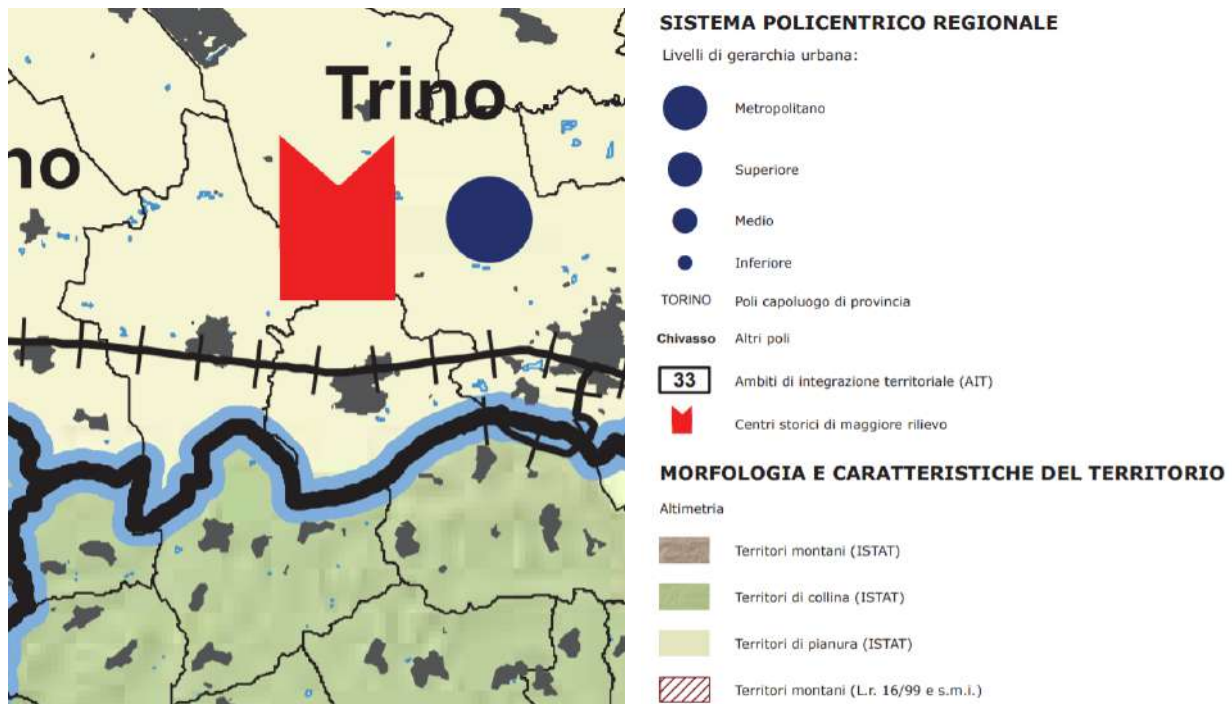 Trino
no
SISTEMA POLICENTRICO REGIONALE
Livelli di gerarchia urbana:
Metropolitano
Superiore
Medio
Inferiore
TORINO Poli capoluogo di provincia
Chivasso Altri poli
33 Ambiti di integrazione territoriale (AIT)
Centri storici di maggiore rilievo
MORFOLOGIA E CARATTERISTICHE DEL TERRITORIO
Altimetria
Territori montani (ISTAT)
Territori di collina (ISTAT)
Territori di pianura (ISTAT)
Territori montani (L.r. 16/99 e s.m.i.)